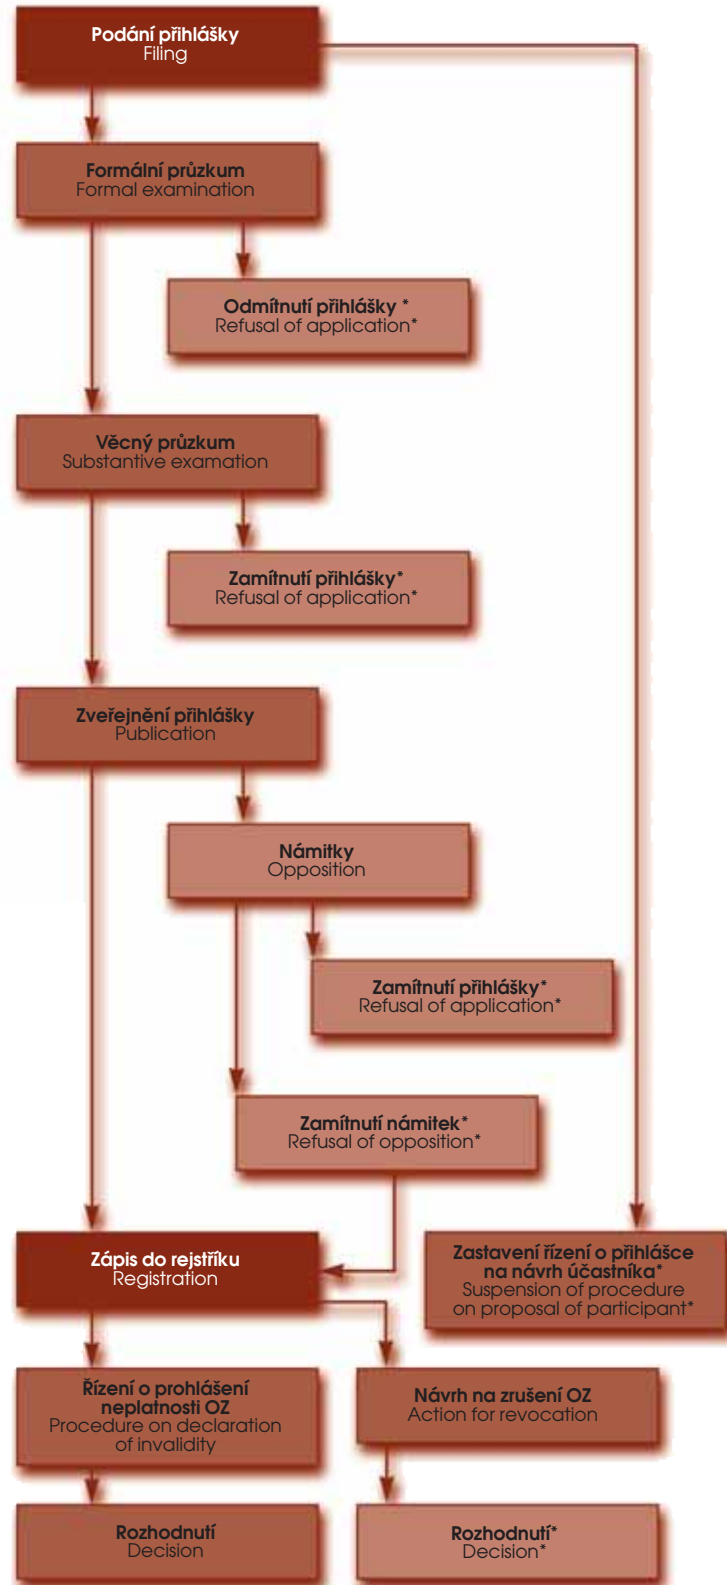 Podání přihlášky
Filing
Formální průzkum
Formal examination
Odmítnutí přihlášky *
Refusal of application*
Věcný průzkum
Substantive examation
Zamítnutí přihlášky*
Refusal of application*
Zveřejnění přihlášky
Publication
Námitky
Opposition
Zamítnutí přihlášky*
Refusal of application*
Zamítnutí námitek*
Refusal of opposition*
Zápis do rejstříku
Registration
Zastavení řízení o přihlášce
na návrh účastníka*
Suspension of procedure
on proposal of participant*
Řízení o prohlášení
neplatnosti OZ
Procedure on declaration
of invalidity
Návrh na zrušení OZ
Action for revocation
Rozhodnutí
Decision
Rozhodnutí*
Decision*